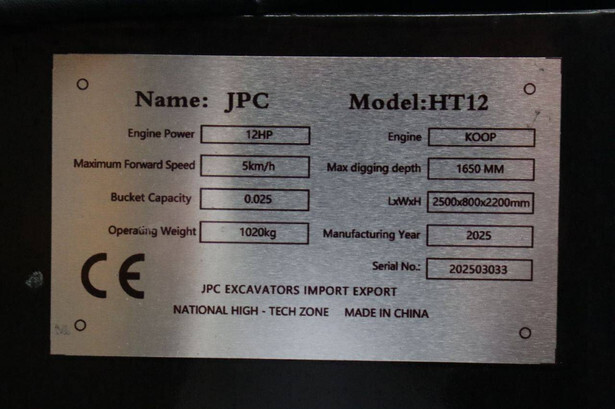 Name: JPC Model:HT12
Engine Power 12HP Engine KOOP
Maximum Forward Speed 5km/h Max digging depth 1650 MM
Bucket Capacity 0.025 LxWxH 2500x800x2200mm
Operating Weight 1020kg Manufacturing Year 2025
Serial No.: 202503033
CE
JPC EXCAVATORS IMPORT EXPORT
NATIONAL HIGH - TECH ZONE MADE IN CHINA